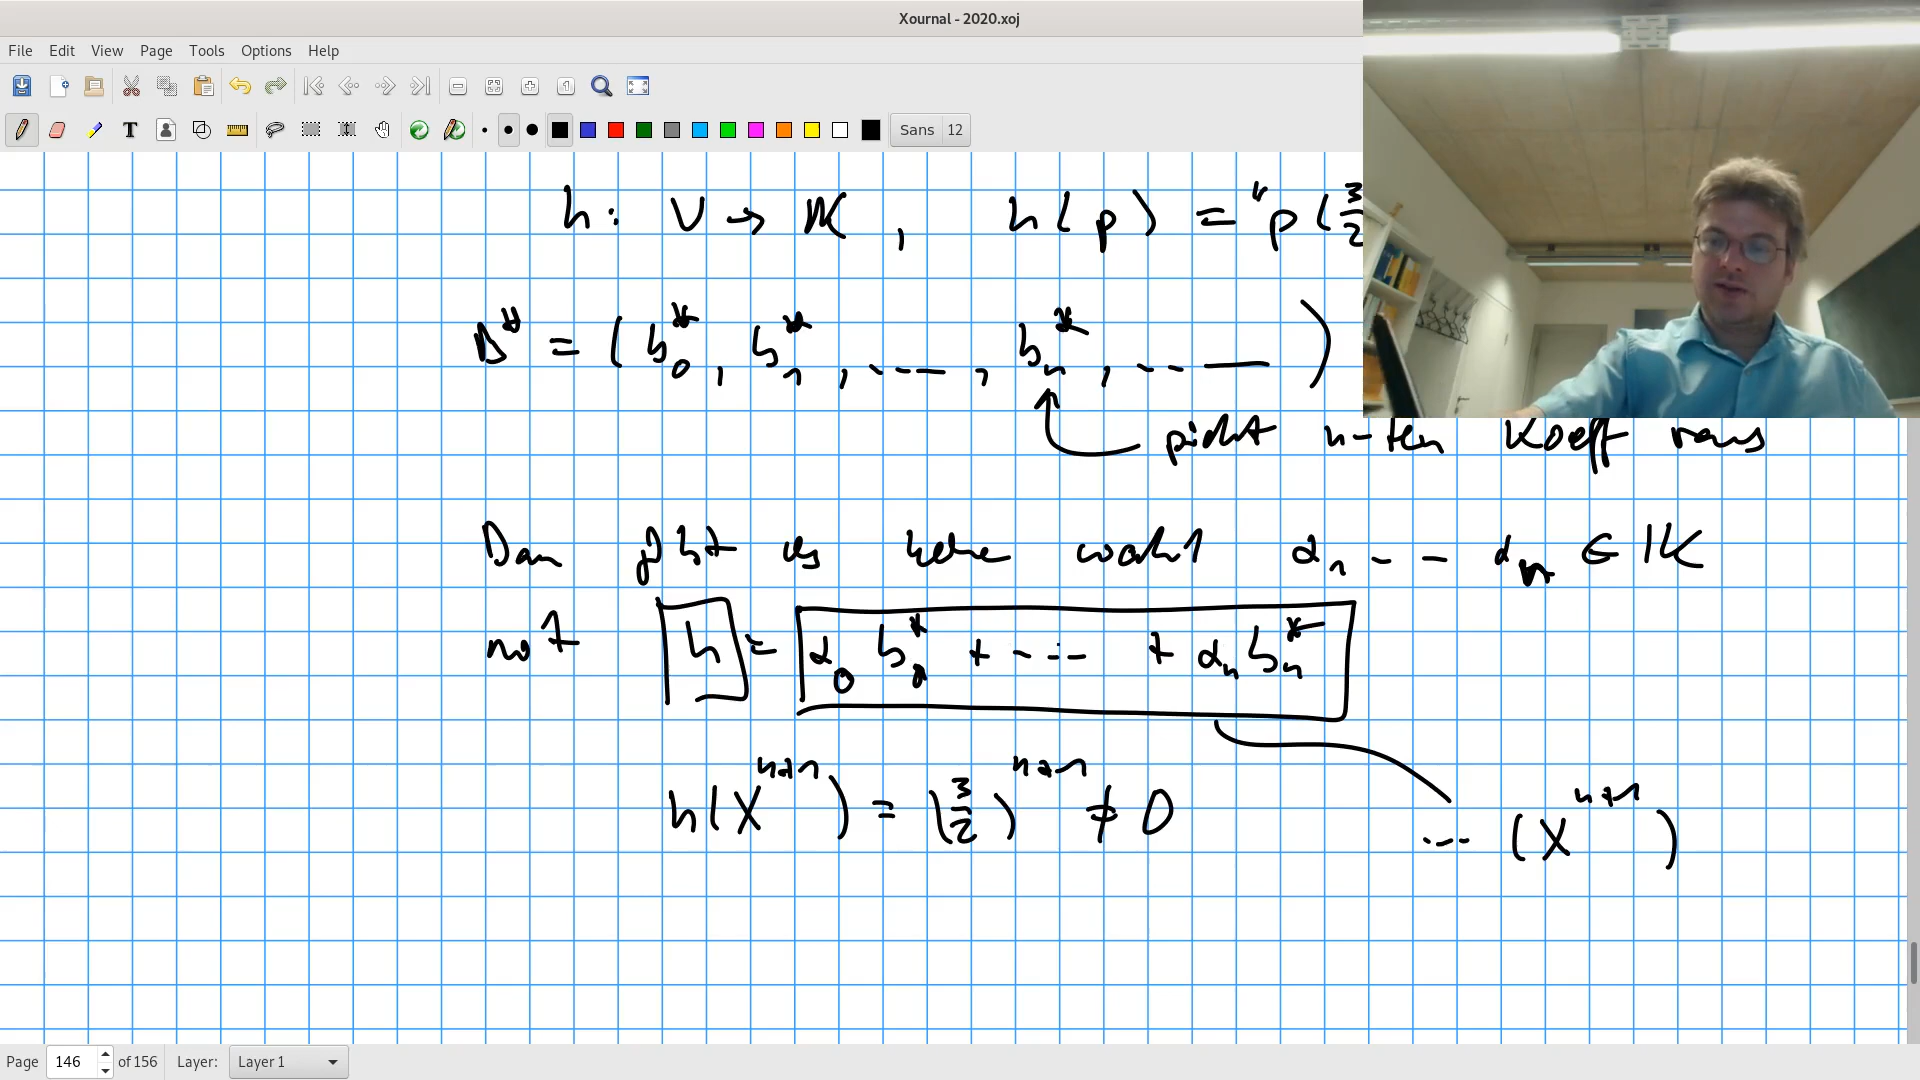 Xournal - 2020.xoj
File Edit View Page Tools Options Help
Sans 12
h: V → K, h(p) = "p(3/2
B* = (b₀*, b₁*, ...., bₙ*, ... — )
pickt n-ten Koeff raus
Dann gibt es keine Wahl α₁ - - αₙ ∈ K
mit h = α₀ b₀* + - .. - + αₙ bₙ*
h(Xⁿ⁺¹) = (3/2)ⁿ⁺¹ ≠ 0
... (Xⁿ⁺¹)
Page 146 of 156 Layer: Layer 1